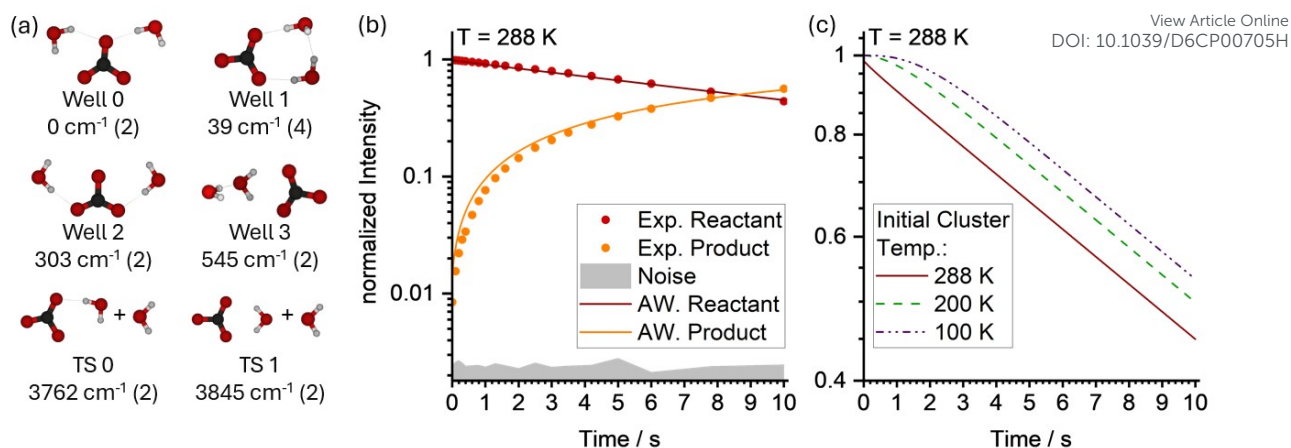 View Article Online
DOI: 10.1039/D6CP00705H
(a)
Well 0
0 cm⁻¹ (2)
Well 1
39 cm⁻¹ (4)
Well 2
303 cm⁻¹ (2)
Well 3
545 cm⁻¹ (2)
+
+
TS 0
3762 cm⁻¹ (2)
TS 1
3845 cm⁻¹ (2)
(b)
T = 288 K
normalized Intensity
1
0.1
0.01
Exp. Reactant
Exp. Product
Noise
AW. Reactant
AW. Product
0 1 2 3 4 5 6 7 8 9 10
Time / s
(c)
T = 288 K
1
0.8
0.6
0.4
Initial Cluster
Temp.:
288 K
200 K
100 K
0 1 2 3 4 5 6 7 8 9 10
Time / s